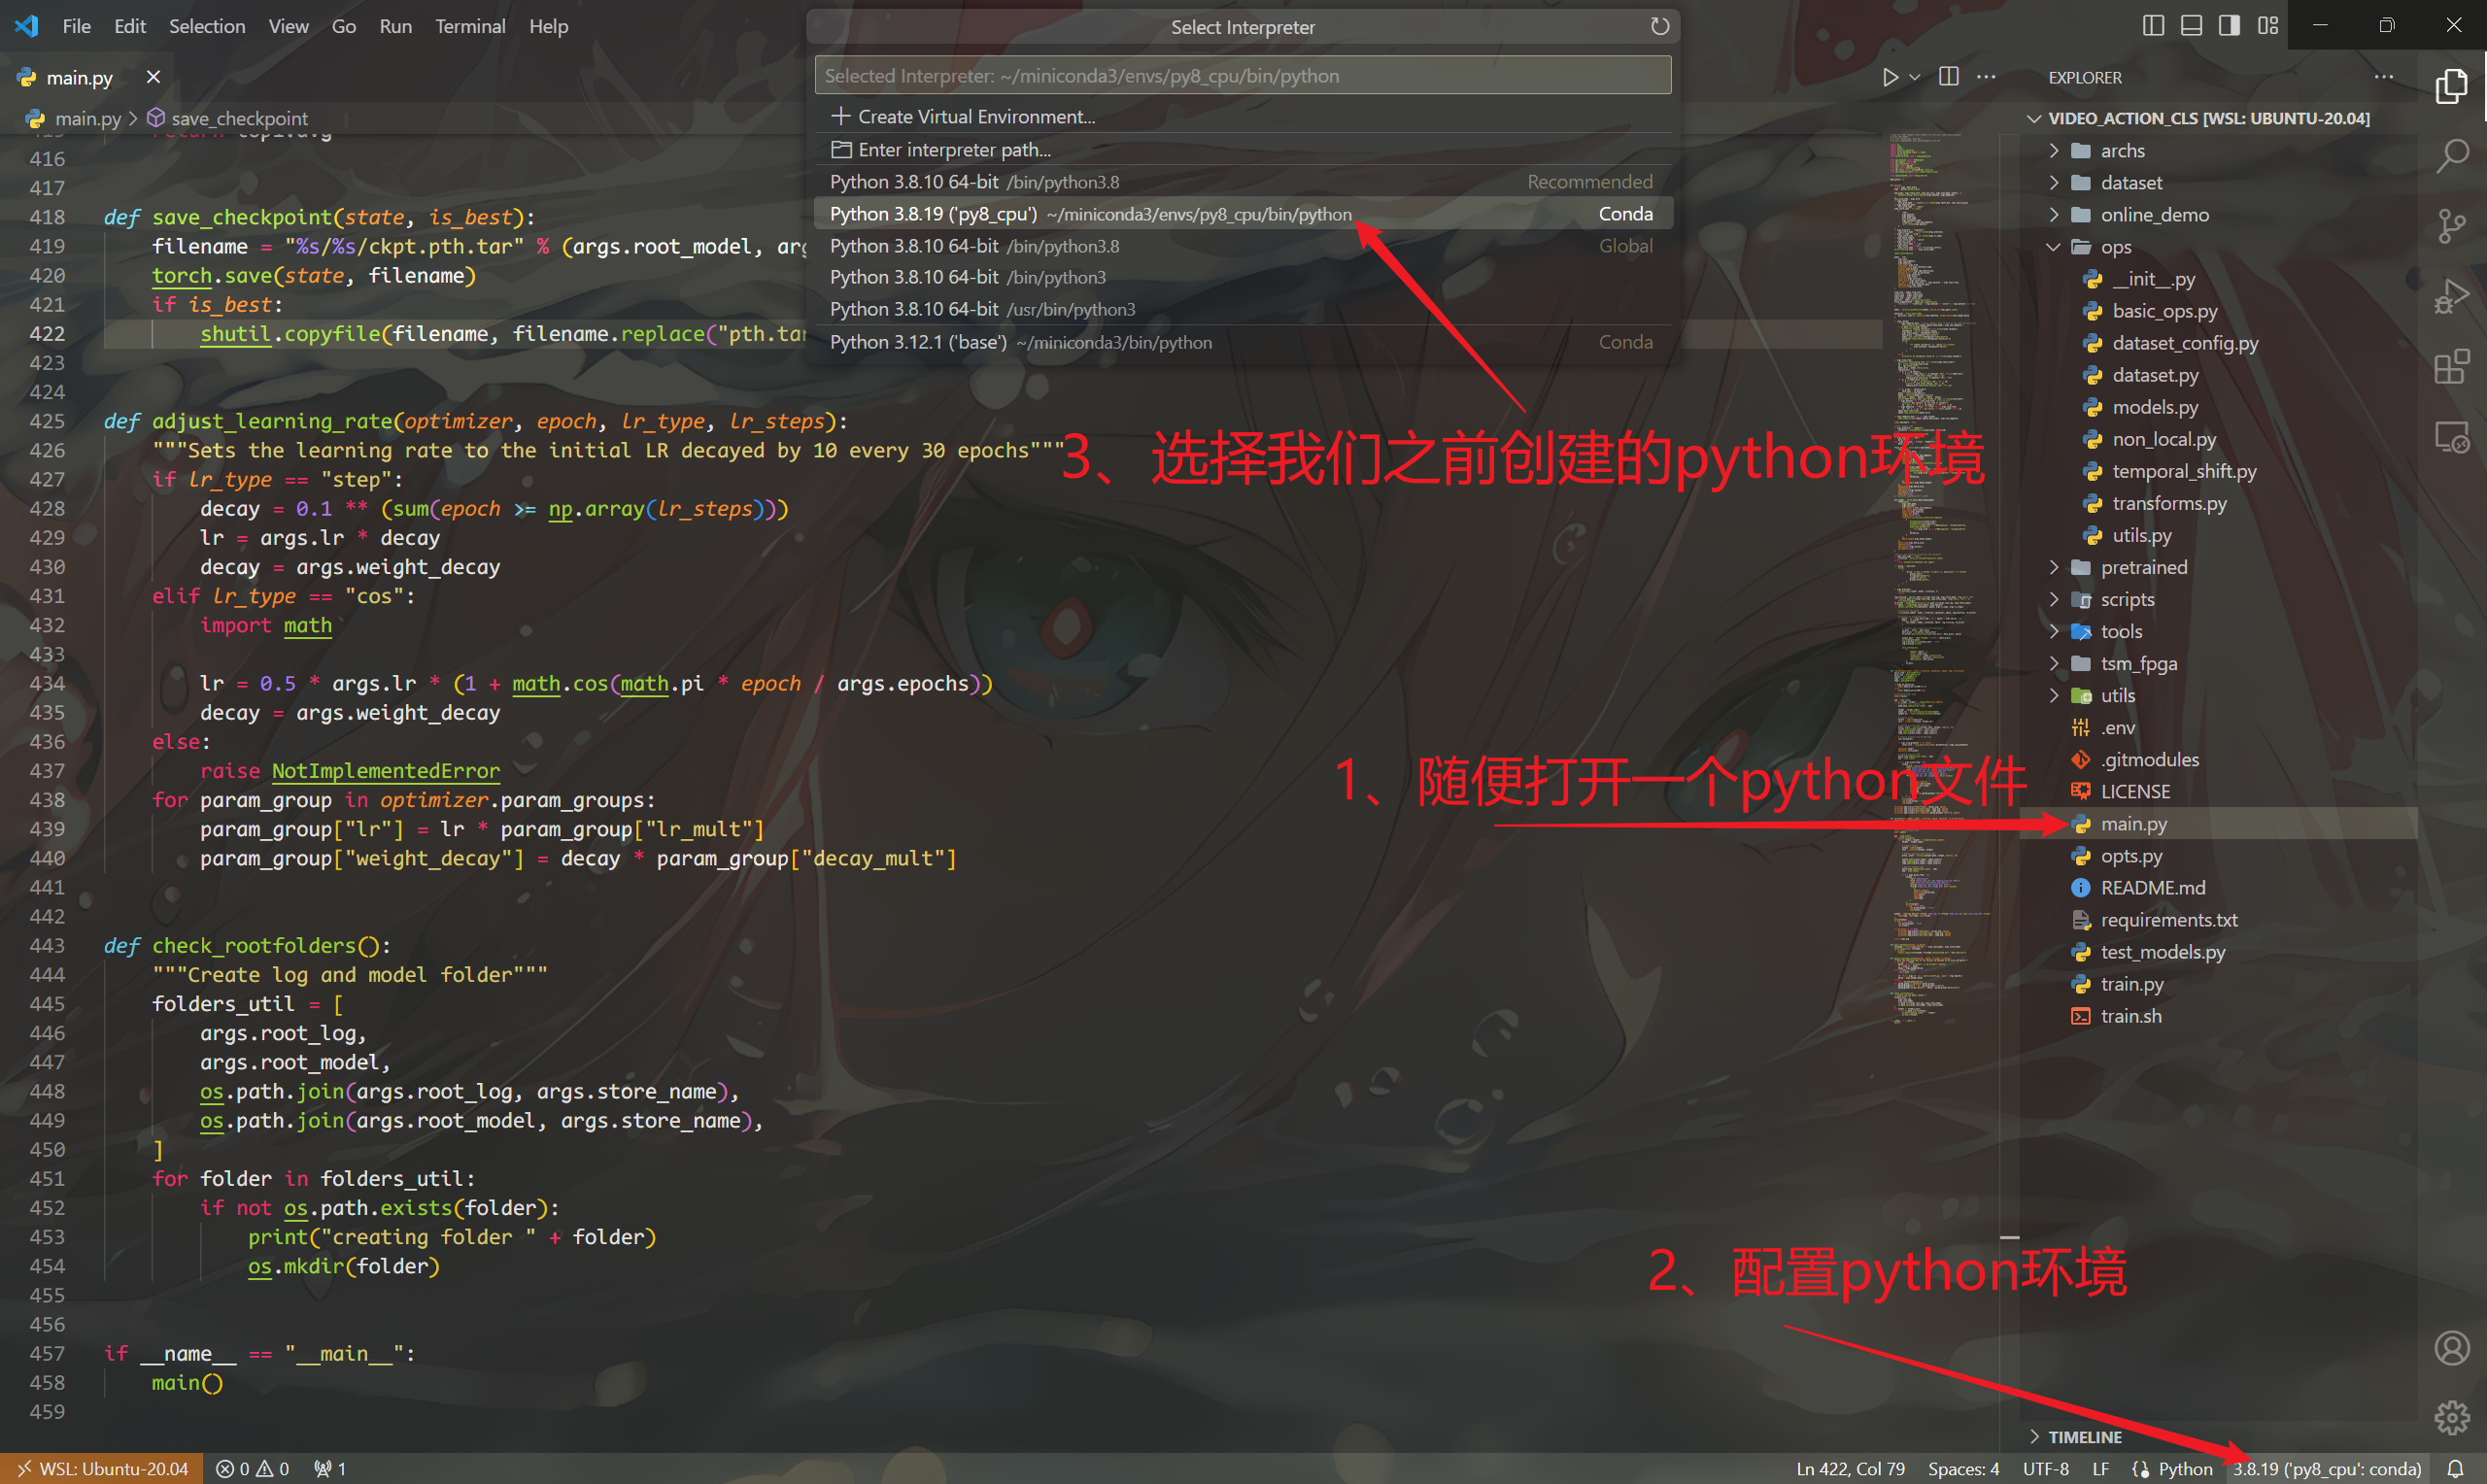 File Edit Selection View Go Run Terminal Help
Select Interpreter
main.py
main.py > save_checkpoint
Selected Interpreter: ~/miniconda3/envs/py8_cpu/bin/python
Create Virtual Environment...
Enter interpreter path...
Python 3.8.10 64-bit /bin/python3.8 Recommended
Python 3.8.19 ('py8_cpu') ~/miniconda3/envs/py8_cpu/bin/python Conda
Python 3.8.10 64-bit /bin/python3.8 Global
Python 3.8.10 64-bit /bin/python3
Python 3.8.10 64-bit /usr/bin/python3
Python 3.12.1 ('base') ~/miniconda3/bin/python Conda
416
417
418 def save_checkpoint(state, is_best):
419 filename = "%s/%s/ckpt.pth.tar" % (args.root_model,
420 torch.save(state, filename)
421 if is_best:
422 shutil.copyfile(filename, filename.replace("pth.tar
423
424
425 def adjust_learning_rate(optimizer, epoch, lr_type, lr_steps):
426 """Sets the learning rate to the initial LR decayed by 10 every 30 epochs"""
427 if lr_type == "step":
428 decay = 0.1 ** (sum(epoch >= np.array(lr_steps)))
429 lr = args.lr * decay
430 decay = args.weight_decay
431 elif lr_type == "cos":
432 import math
433
434 lr = 0.5 * args.lr * (1 + math.cos(math.pi * epoch / args.epochs))
435 decay = args.weight_decay
436 else:
437 raise NotImplementedError
438 for param_group in optimizer.param_groups:
439 param_group["lr"] = lr * param_group["lr_mult"]
440 param_group["weight_decay"] = decay * param_group["decay_mult"]
441
442
443 def check_rootfolders():
444 """Create log and model folder"""
445 folders_util = [
446 args.root_log,
447 args.root_model,
448 os.path.join(args.root_log, args.store_name),
449 os.path.join(args.root_model, args.store_name),
450 ]
451 for folder in folders_util:
452 if not os.path.exists(folder):
453 print("creating folder " + folder)
454 os.mkdir(folder)
455
456
457 if __name__ == "__main__":
458 main()
459
3、选择我们之前创建的python环境
1、随便打开一个python文件
2、配置python环境
EXPLORER
VIDEO_ACTION_CLS [WSL: UBUNTU-20.04]
archs
dataset
online_demo
ops
__init__.py
basic_ops.py
dataset_config.py
dataset.py
models.py
non_local.py
temporal_shift.py
transforms.py
utils.py
pretrained
scripts
tools
tsm_fpga
utils
.env
.gitmodules
LICENSE
main.py
opts.py
README.md
requirements.txt
test_models.py
train.py
train.sh
TIMELINE
WSL: Ubuntu-20.04 0 0 1 Ln 422, Col 79 Spaces: 4 UTF-8 LF Python 3.8.19 ('py8_cpu': conda)